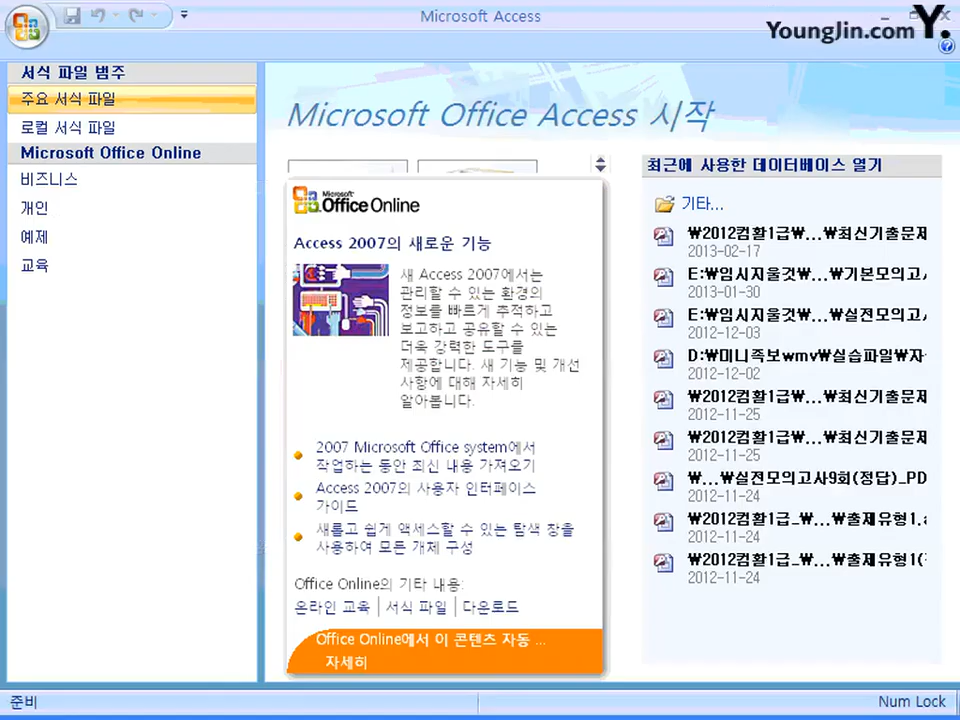 Microsoft Access
YoungJin.com Y.
서식 파일 범주
주요 서식 파일
로컬 서식 파일
Microsoft Office Online
비즈니스
개인
예제
교육
Microsoft Office Access 시작
Microsoft
Office Online
Access 2007의 새로운 기능
새 Access 2007에서는
관리할 수 있는 환경의
정보를 빠르게 추적하고
보고하고 공유할 수 있는
더욱 강력한 도구를
제공합니다. 새 기능 및 개선
사항에 대해 자세히
알아봅니다.
2007 Microsoft Office system에서
작업하는 동안 최신 내용 가져오기
Access 2007의 사용자 인터페이스
가이드
새롭고 쉽게 액세스할 수 있는 탐색 창을
사용하여 모든 개체 구성
Office Online의 기타 내용:
온라인 교육 | 서식 파일 | 다운로드
Office Online에서 이 콘텐츠 자동 ...
자세히
최근에 사용한 데이터베이스 열기
기타...
₩2012컴활1급₩...₩최신기출문제
2013-02-17
E:₩임시지울것₩...₩기본모의고
2013-01-30
E:₩임시지울것₩...₩실전모의고
2012-12-03
D:₩미니족보wmv₩실습파일₩자
2012-12-02
₩2012컴활1급₩...₩최신기출문제
2012-11-25
₩2012컴활1급₩...₩최신기출문제
2012-11-25
₩...₩실전모의고사9회(정답)_PD
2012-11-24
₩2012컴활1급_₩...₩출제유형1.a
2012-11-24
₩2012컴활1급_₩...₩출제유형1(
2012-11-24
준비
Num Lock